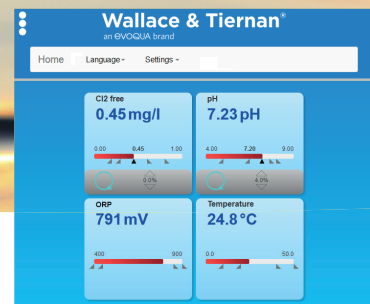 Wallace & Tiernan®
an evoqua brand
Home Language Settings
Cl2 free
0.45 mg/l
0.00 0.45 1.00
0.0%
pH
7.23 pH
4.00 7.20 9.00
4.0%
ORP
791 mV
400 900
Temperature
24.8 °C
0.0 50.0